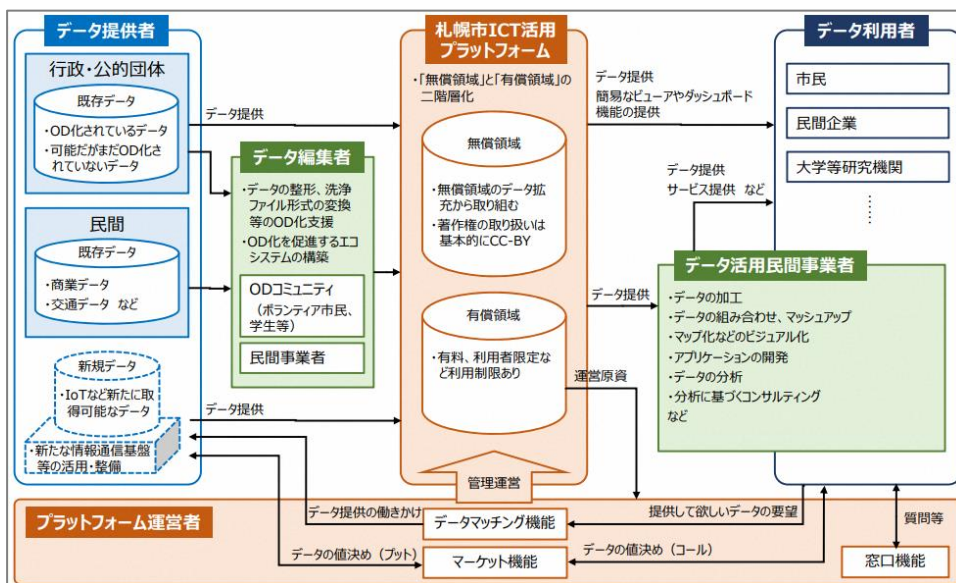 データ提供者
行政・公的団体
既存データ
・OD化されているデータ
・可能だがまだOD化さ
れていないデータ
民間
既存データ
・商業データ
・交通データ など
新規データ
・IoTなど新たに取
得可能なデータ
・新たな情報通信基盤
等の活用・整備
データ提供
データ編集者
・データの整形、洗浄
ファイル形式の変換
等のOD化支援
・OD化を促進するエコ
システムの構築
ODコミュニティ
（ボランティア市民、
学生等）
民間事業者
データ提供
札幌市ICT活用
プラットフォーム
・「無償領域」と「有償領域」の
二階層化
無償領域
・無償領域のデータ拡
充から取り組む
・著作権の取り扱いは
基本的にCC-BY
有償領域
・有料、利用者限定な
ど利用制限あり
管理運営
データ提供
簡易なビューアやダッシュボード
機能の提供
データ提供
サービス提供 など
データ提供
運営原資
データ利用者
市民
民間企業
大学等研究機関
データ活用民間事業者
・データの加工
・データの組み合わせ、マッシュアップ
・マップ化などのビジュアル化
・アプリケーションの開発
・データの分析
・分析に基づくコンサルティング
など
プラットフォーム運営者
データ提供の働きかけ
データマッチング機能
提供して欲しいデータの要望
質問等
データの値決め（プット）
マーケット機能
データの値決め（コール）
窓口機能